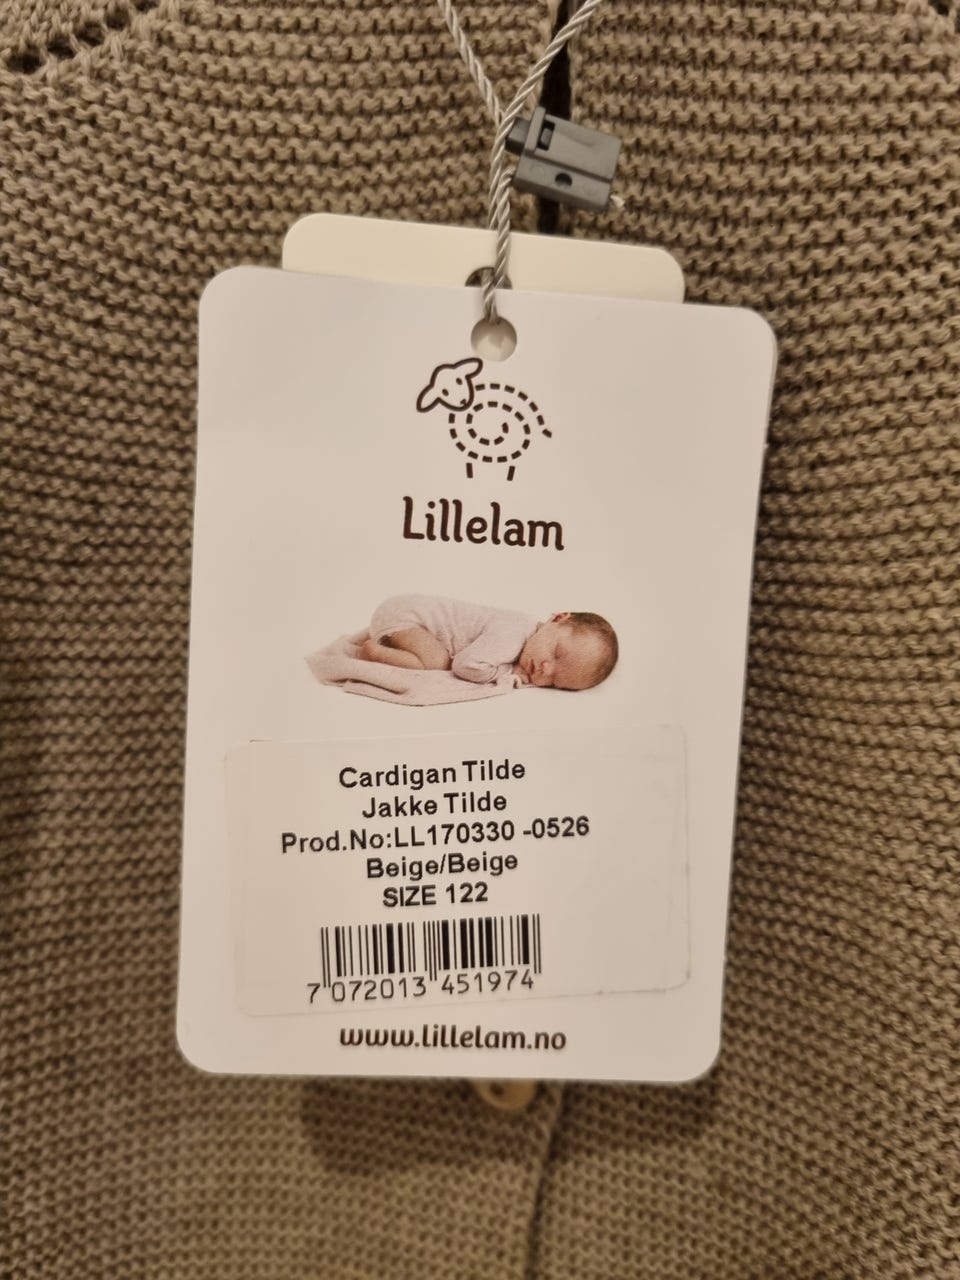 Lillelam
Cardigan Tilde
Jakke Tilde
Prod.No:LL170330 -0526
Beige/Beige
SIZE 122
7 072013 451974
www.lillelam.no